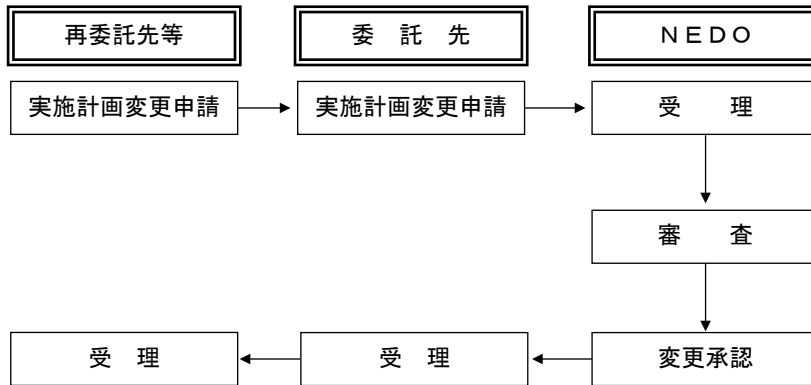 再委託先等
委　託　先
ＮＥＤＯ
実施計画変更申請
実施計画変更申請
受　　理
審　　査
受　理
受　理
変更承認